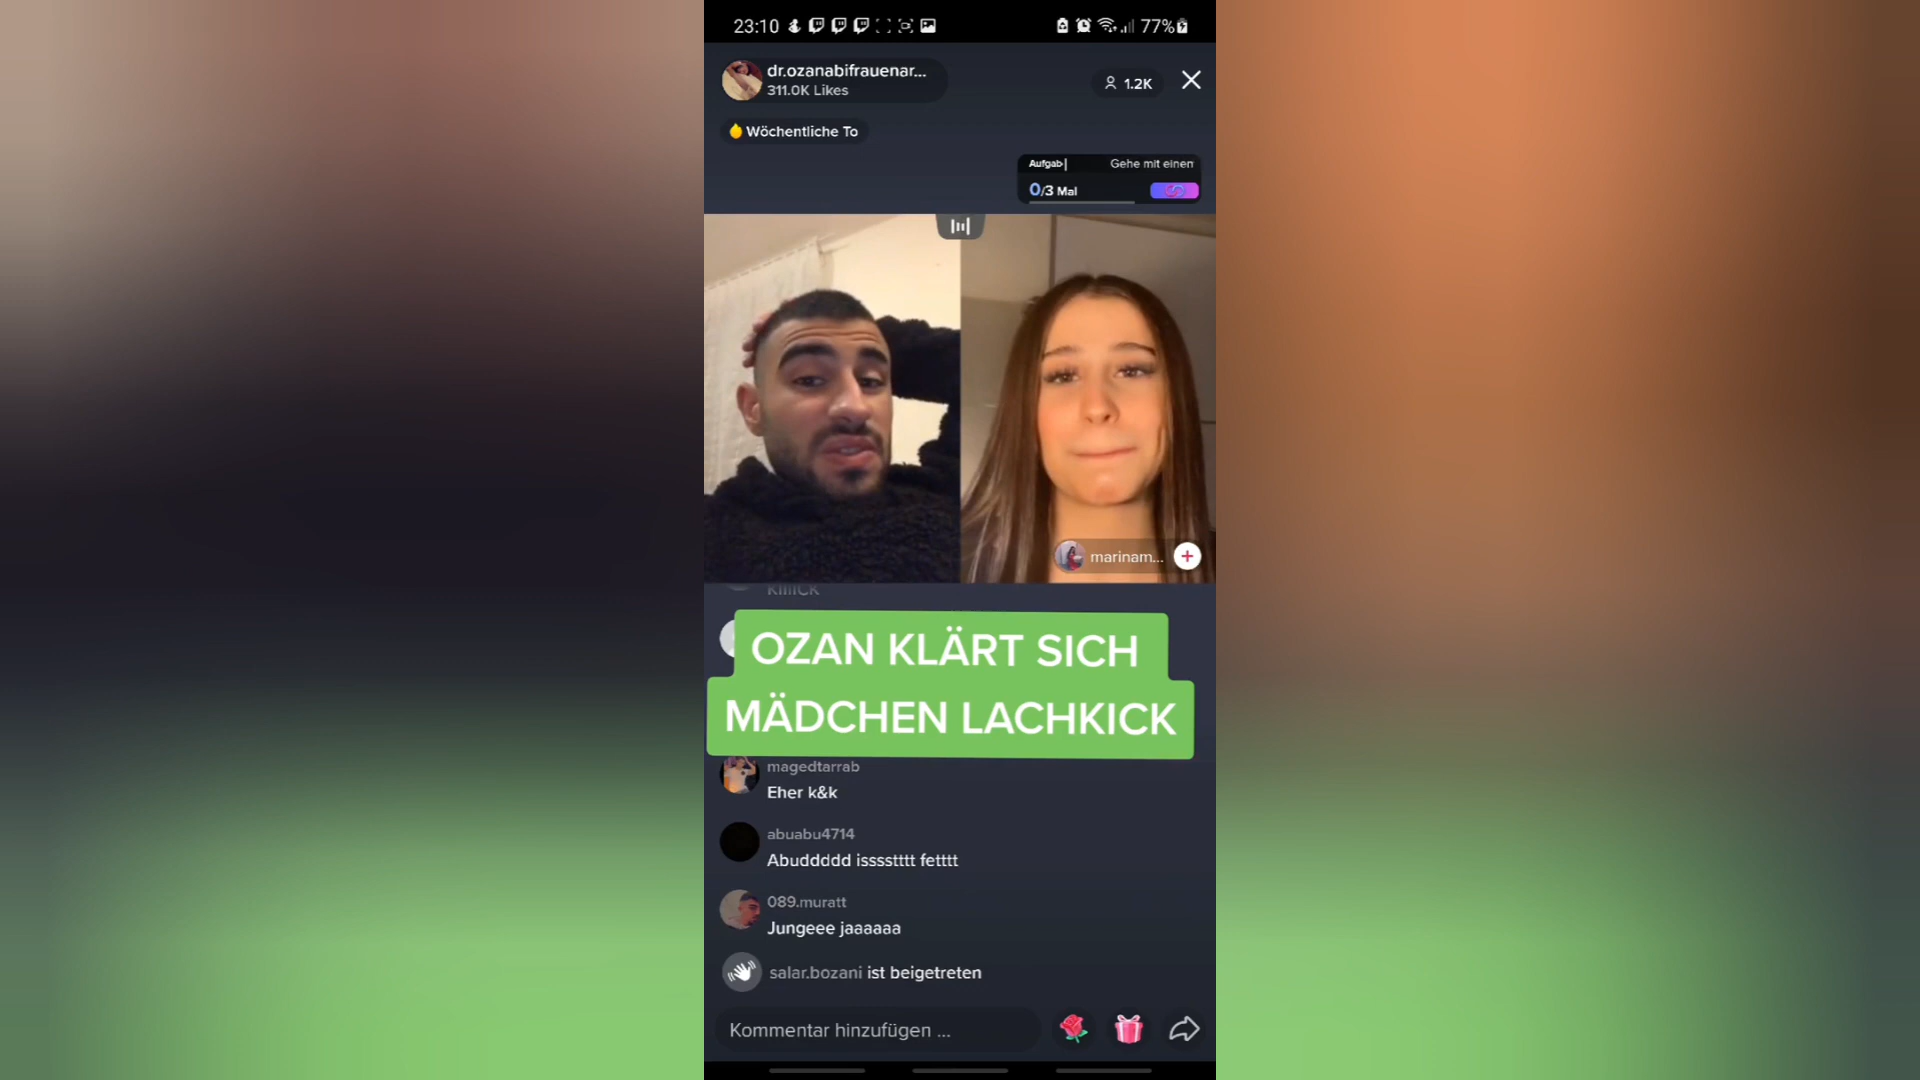 23:10
77%
dr.ozanabifrauenar...
311.0K Likes
1.2K
Wöchentliche To
Aufgab
Gehe mit einen
0/3 Mal
marinam...
OZAN KLÄRT SICH
MÄDCHEN LACHKICK
magedtarrab
Eher k&k
abuabu4714
Abuddddd isssstttt fetttt
089.muratt
Jungeee jaaaaaa
salar.bozani ist beigetreten
Kommentar hinzufügen ...